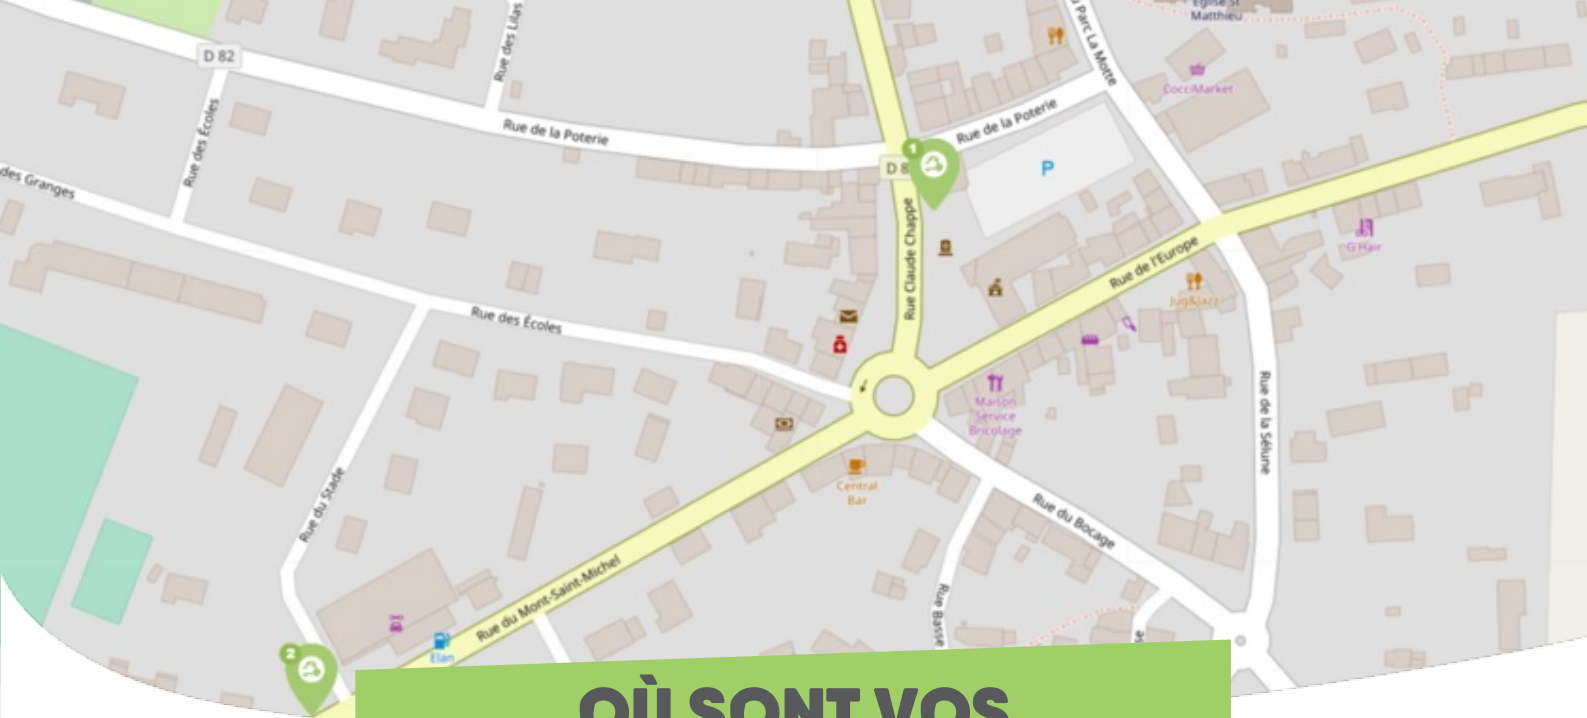 Église St
Matthieu
u Parc La Motte
Rue des Lilas
D 82
CocciMarket
Rue de la Poterie
Rue de la Poterie
Rue des Écoles
1
D 8
P
des Granges
Rue Claude Chappe
G'Hair
Rue de l'Europe
Jug&Jazz
Rue des Écoles
Maison
Service
Bricolage
Rue de la Sélune
Central
Bar
Rue du Stade
Rue du Bocage
Rue du Mont-Saint-Michel
Rue Basse
Elan
2
OÙ SONT VOS